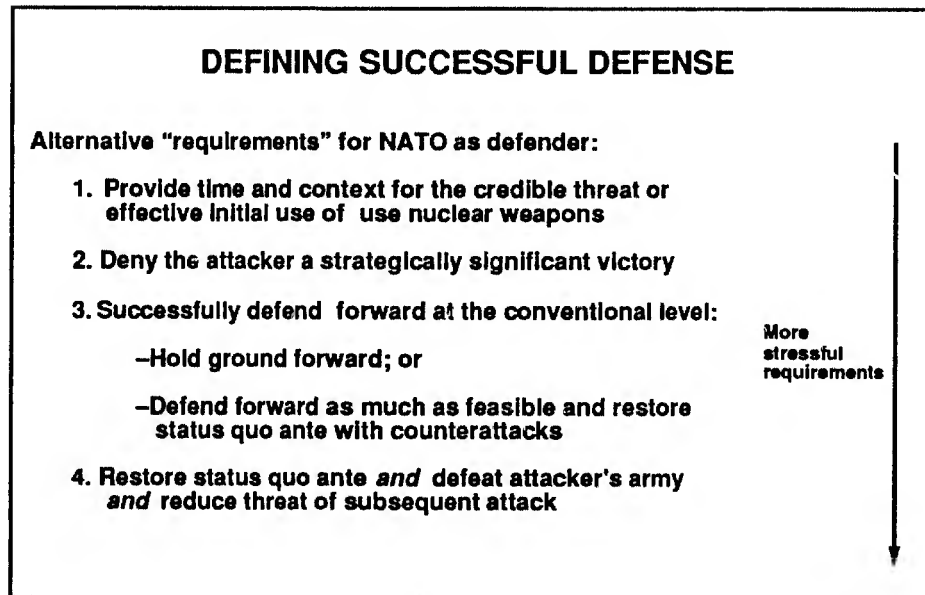 DEFINING SUCCESSFUL DEFENSE
Alternative "requirements" for NATO as defender:
1. Provide time and context for the credible threat or
effective initial use of use nuclear weapons
2. Deny the attacker a strategically significant victory
3. Successfully defend forward at the conventional level:
–Hold ground forward; or
–Defend forward as much as feasible and restore
status quo ante with counterattacks
4. Restore status quo ante and defeat attacker's army
and reduce threat of subsequent attack
More
stressful
requirements